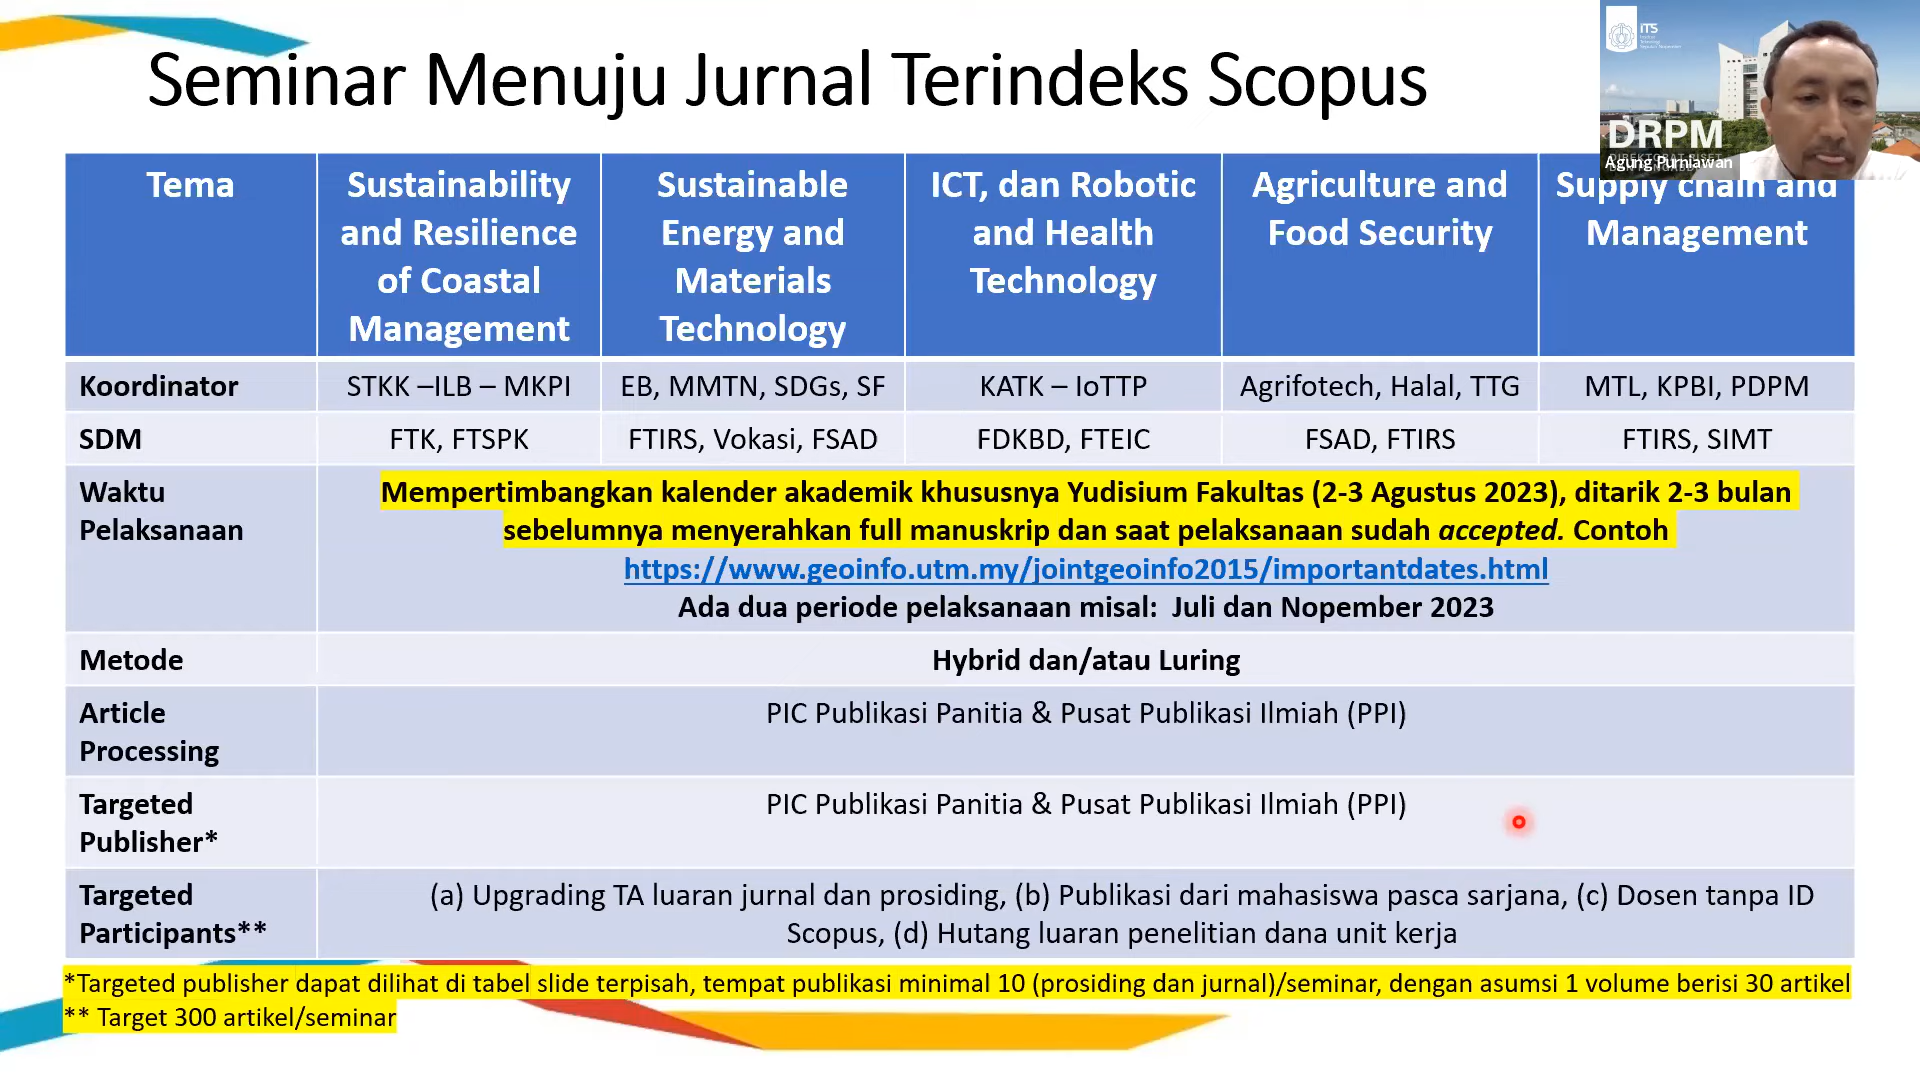 Seminar Menuju Jurnal Terindeks Scopus
ITS
DRPM
Agung Purniawan
Tema
Sustainability
and Resilience
of Coastal
Management
Sustainable
Energy and
Materials
Technology
ICT, dan Robotic
and Health
Technology
Agriculture and
Food Security
Supply chain and
Management
Koordinator
STKK –ILB – MKPI
EB, MMTN, SDGs, SF
KATK – IoTTP
Agrifotech, Halal, TTG
MTL, KPBI, PDPM
SDM
FTK, FTSPK
FTIRS, Vokasi, FSAD
FDKBD, FTEIC
FSAD, FTIRS
FTIRS, SIMT
Waktu
Pelaksanaan
Mempertimbangkan kalender akademik khususnya Yudisium Fakultas (2-3 Agustus 2023), ditarik 2-3 bulan
sebelumnya menyerahkan full manuskrip dan saat pelaksanaan sudah accepted. Contoh
https://www.geoinfo.utm.my/jointgeoinfo2015/importantdates.html
Ada dua periode pelaksanaan misal: Juli dan Nopember 2023
Metode
Hybrid dan/atau Luring
Article
Processing
PIC Publikasi Panitia & Pusat Publikasi Ilmiah (PPI)
Targeted
Publisher*
PIC Publikasi Panitia & Pusat Publikasi Ilmiah (PPI)
Targeted
Participants**
(a) Upgrading TA luaran jurnal dan prosiding, (b) Publikasi dari mahasiswa pasca sarjana, (c) Dosen tanpa ID
Scopus, (d) Hutang luaran penelitian dana unit kerja
*Targeted publisher dapat dilihat di tabel slide terpisah, tempat publikasi minimal 10 (prosiding dan jurnal)/seminar, dengan asumsi 1 volume berisi 30 artikel
** Target 300 artikel/seminar